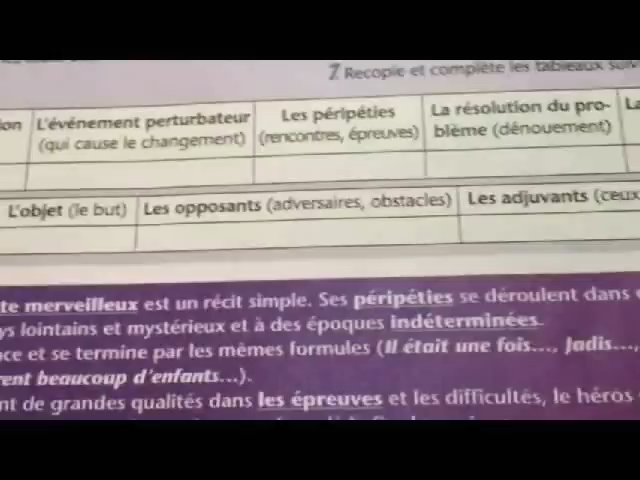 7 Recopie et complète les tableaux suiv
ion L'événement perturbateur Les péripéties La résolution du pro- La
(qui cause le changement) (rencontres, épreuves) blème (dénouement)
L'objet (le but) Les opposants (adversaires, obstacles) Les adjuvants (ceux
te merveilleux est un récit simple. Ses péripéties se déroulent dans
ys lointains et mystérieux et à des époques indéterminées.
ce et se termine par les mêmes formules (Il était une fois..., Jadis...,
rent beaucoup d'enfants...).
nt de grandes qualités dans les épreuves et les difficultés, le héros